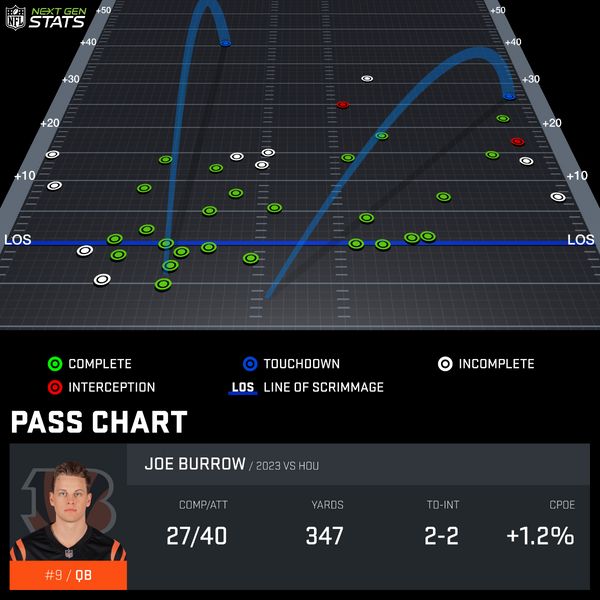 NFL NEXT GEN STATS
+50 +50
+40 +40
+30 +30
+20 +20
+10 +10
LOS LOS
COMPLETE TOUCHDOWN INCOMPLETE
INTERCEPTION LOS LINE OF SCRIMMAGE
PASS CHART
JOE BURROW / 2023 VS HOU
COMP/ATT YARDS TD-INT CPOE
27/40 347 2-2 +1.2%
#9 / QB